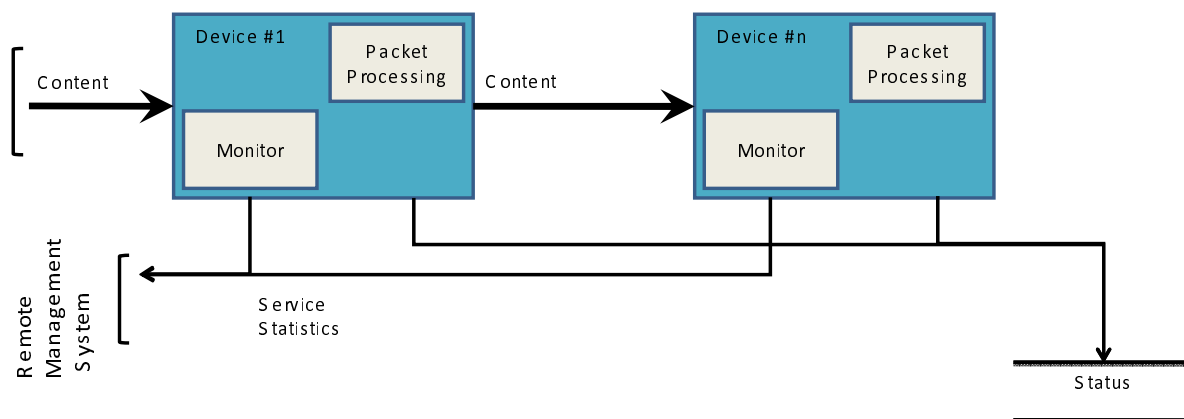 Device #1
Packet
Processing
Content
Monitor
Content
Device #n
Packet
Processing
Monitor
Remote
Management
System
Service
Statistics
Status